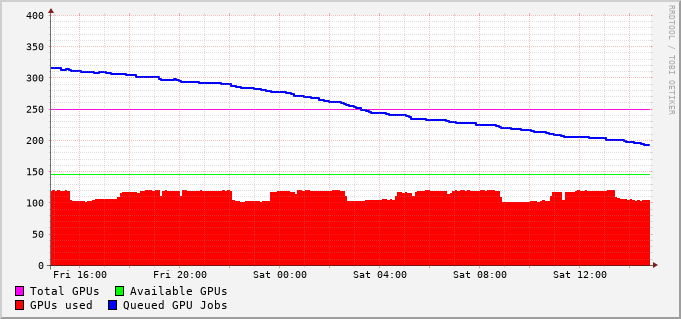 400
350
300
250
200
150
100
50
0
Fri 16:00 Fri 20:00 Sat 00:00 Sat 04:00 Sat 08:00 Sat 12:00
Total GPUs Available GPUs
GPUs used Queued GPU Jobs
RRDTOOL / TOBI OETIKER